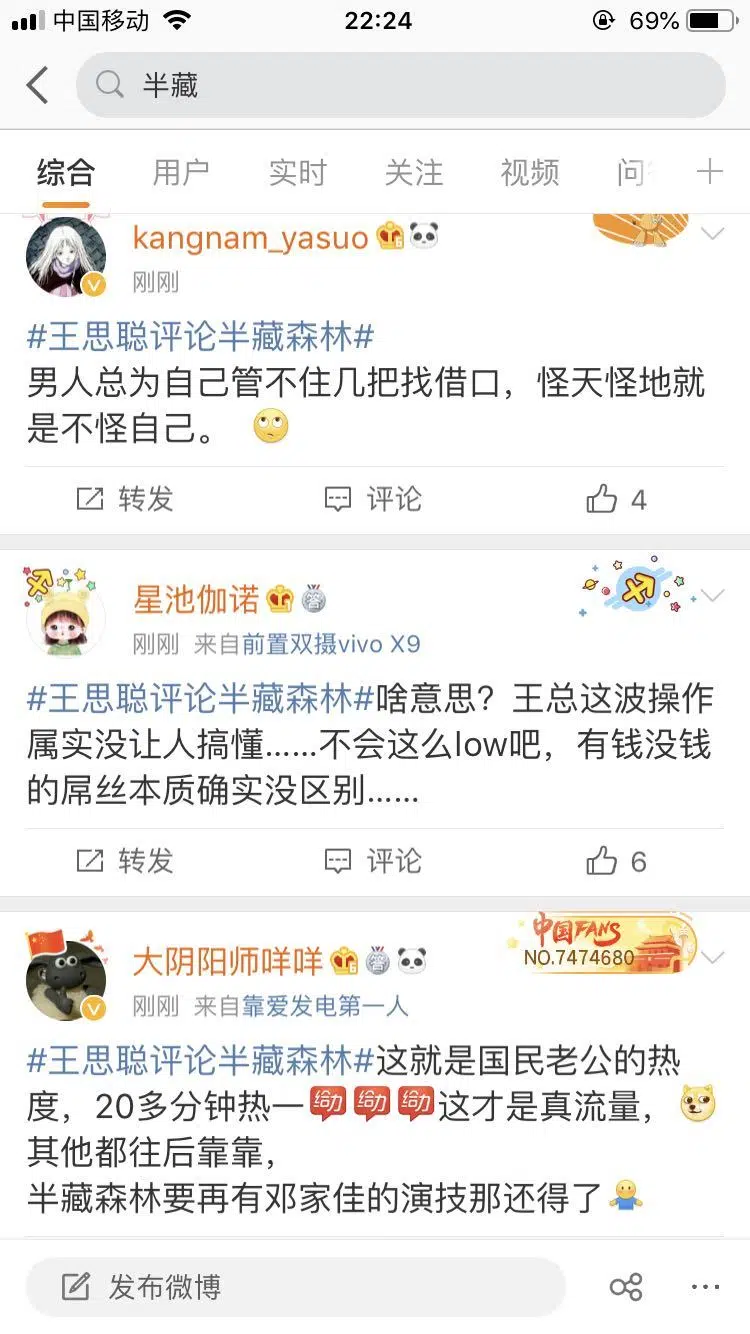 中国移动 22:24 69%
半藏
综合 用户 实时 关注 视频 问
kangnam_yasuo
刚刚
#王思聪评论半藏森林#
男人总为自己管不住几把找借口，怪天怪地就
是不怪自己。
转发 评论 4
星池伽诺
刚刚 来自前置双摄vivo X9
#王思聪评论半藏森林#啥意思？王总这波操作
属实没让人搞懂……不会这么low吧，有钱没钱
的屌丝本质确实没区别……
转发 评论 6
中国FANS
NO.7474680
大阴阳师咩咩
刚刚 来自靠爱发电第一人
#王思聪评论半藏森林#这就是国民老公的热
度，20多分钟热一给力给力给力这才是真流量，
其他都往后靠靠，
半藏森林要再有邓家佳的演技那还得了
发布微博